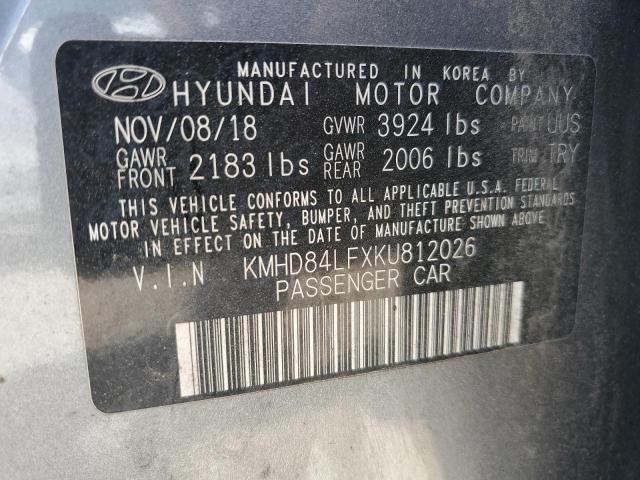 MANUFACTURED IN KOREA BY
HYUNDAI MOTOR COMPANY
NOV/08/18 GVWR 3924 lbs PAINT UUS
GAWR FRONT 2183 lbs GAWR REAR 2006 lbs TRIM TRY
THIS VEHICLE CONFORMS TO ALL APPLICABLE U.S.A. FEDERAL
MOTOR VEHICLE SAFETY, BUMPER, AND THEFT PREVENTION STANDARDS
IN EFFECT ON THE DATE OF MANUFACTURE SHOWN ABOVE.
V.I.N KMHD84LFXKU812026
PASSENGER CAR